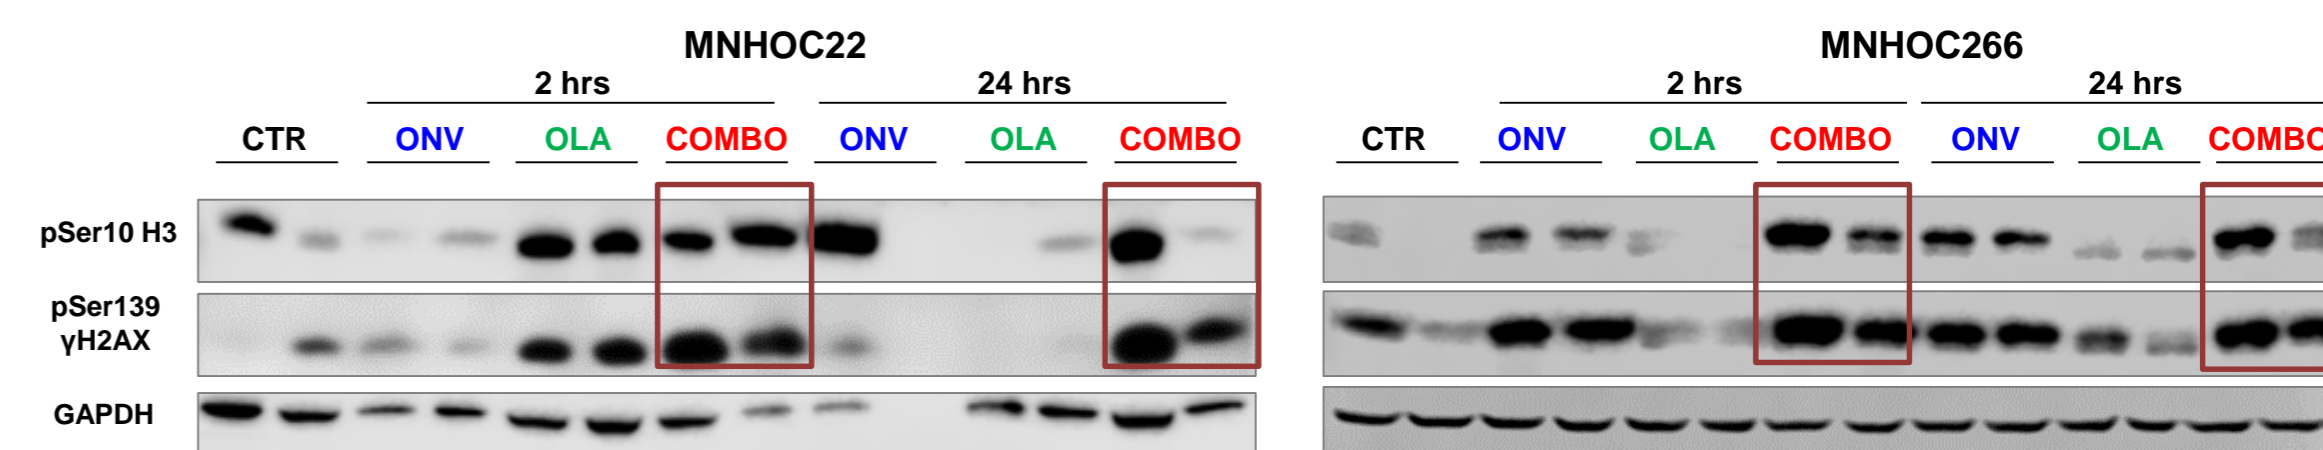 MNHOC22
2 hrs 24 hrs
CTR ONV OLA COMBO ONV OLA COMBO
MNHOC266
2 hrs 24 hrs
CTR ONV OLA COMBO ONV OLA COMBO
pSer10 H3
pSer139
γH2AX
GAPDH